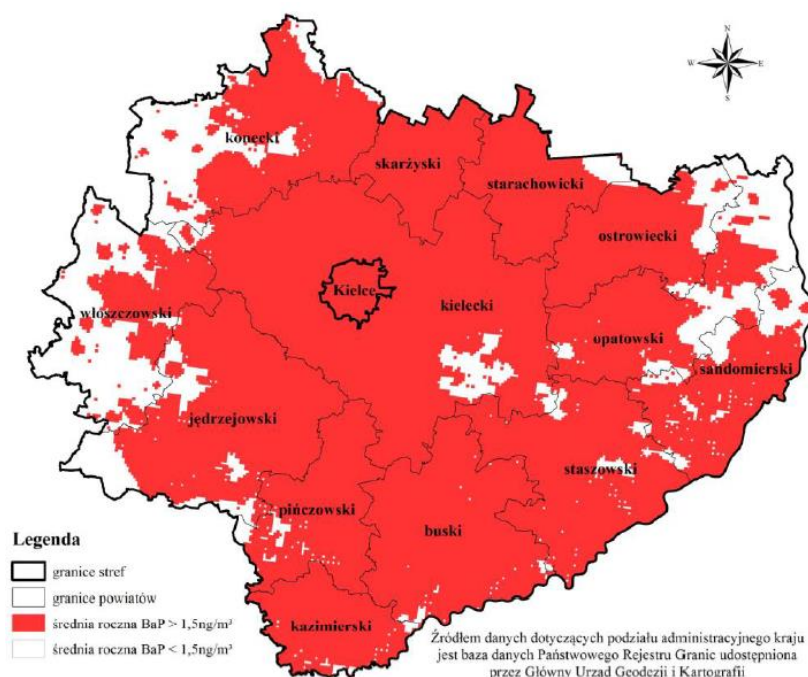 N
W E
S
konecki
skarżyski
starachowicki
ostrowiecki
Kielce
kielecki
włoszczowski
opatowski
sandomierski
jędrzejowski
staszowski
pińczowski
buski
kazimierski
Legenda
granice stref
granice powiatów
średnia roczna BaP > 1,5ng/m³
średnia roczna BaP < 1,5ng/m³
Źródłem danych dotyczących podziału administracyjnego kraju
jest baza danych Państwowego Rejestru Granic udostępniona
przez Główny Urząd Geodezji i Kartografii